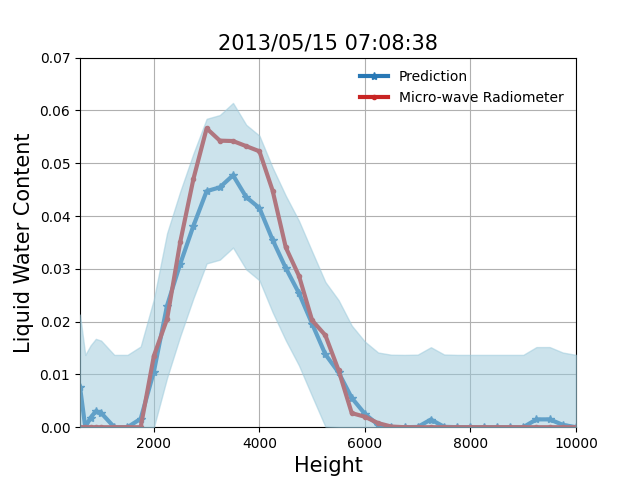 2013/05/15 07:08:38
0.07
0.06
0.05
0.04
0.03
0.02
0.01
0.00
Liquid Water Content
Prediction
Micro-wave Radiometer
2000 4000 6000 8000 10000
Height